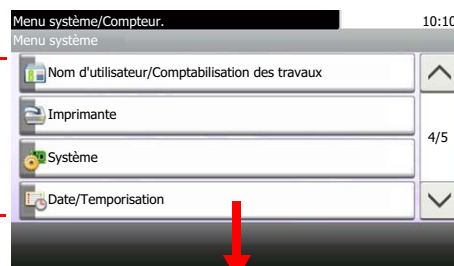 Menu système/Compteur.
10:10
Menu système
Nom d'utilisateur/Comptabilisation des travaux
Imprimante
4/5
Système
Date/Temporisation